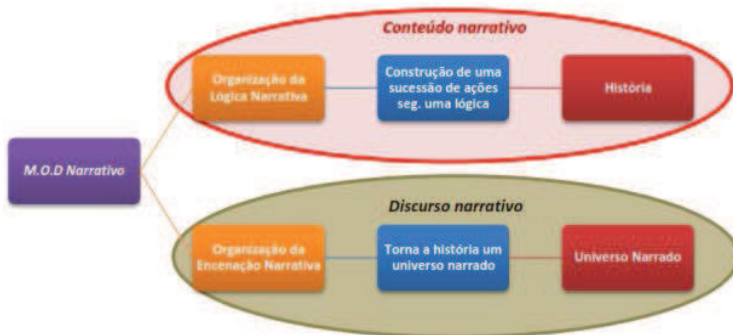 Conteúdo narrativo
Organização da
Lógica Narrativa
Construção de uma
sucessão de ações
seg. uma lógica
História
M.O.D Narrativo
Discurso narrativo
Organização da
Encenação Narrativa
Torna a história um
universo narrado
Universo Narrado